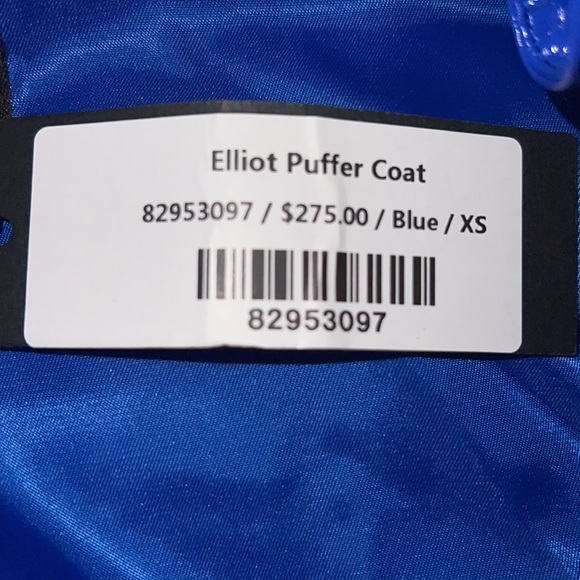 Elliot Puffer Coat
82953097 / $275.00 / Blue / XS
82953097